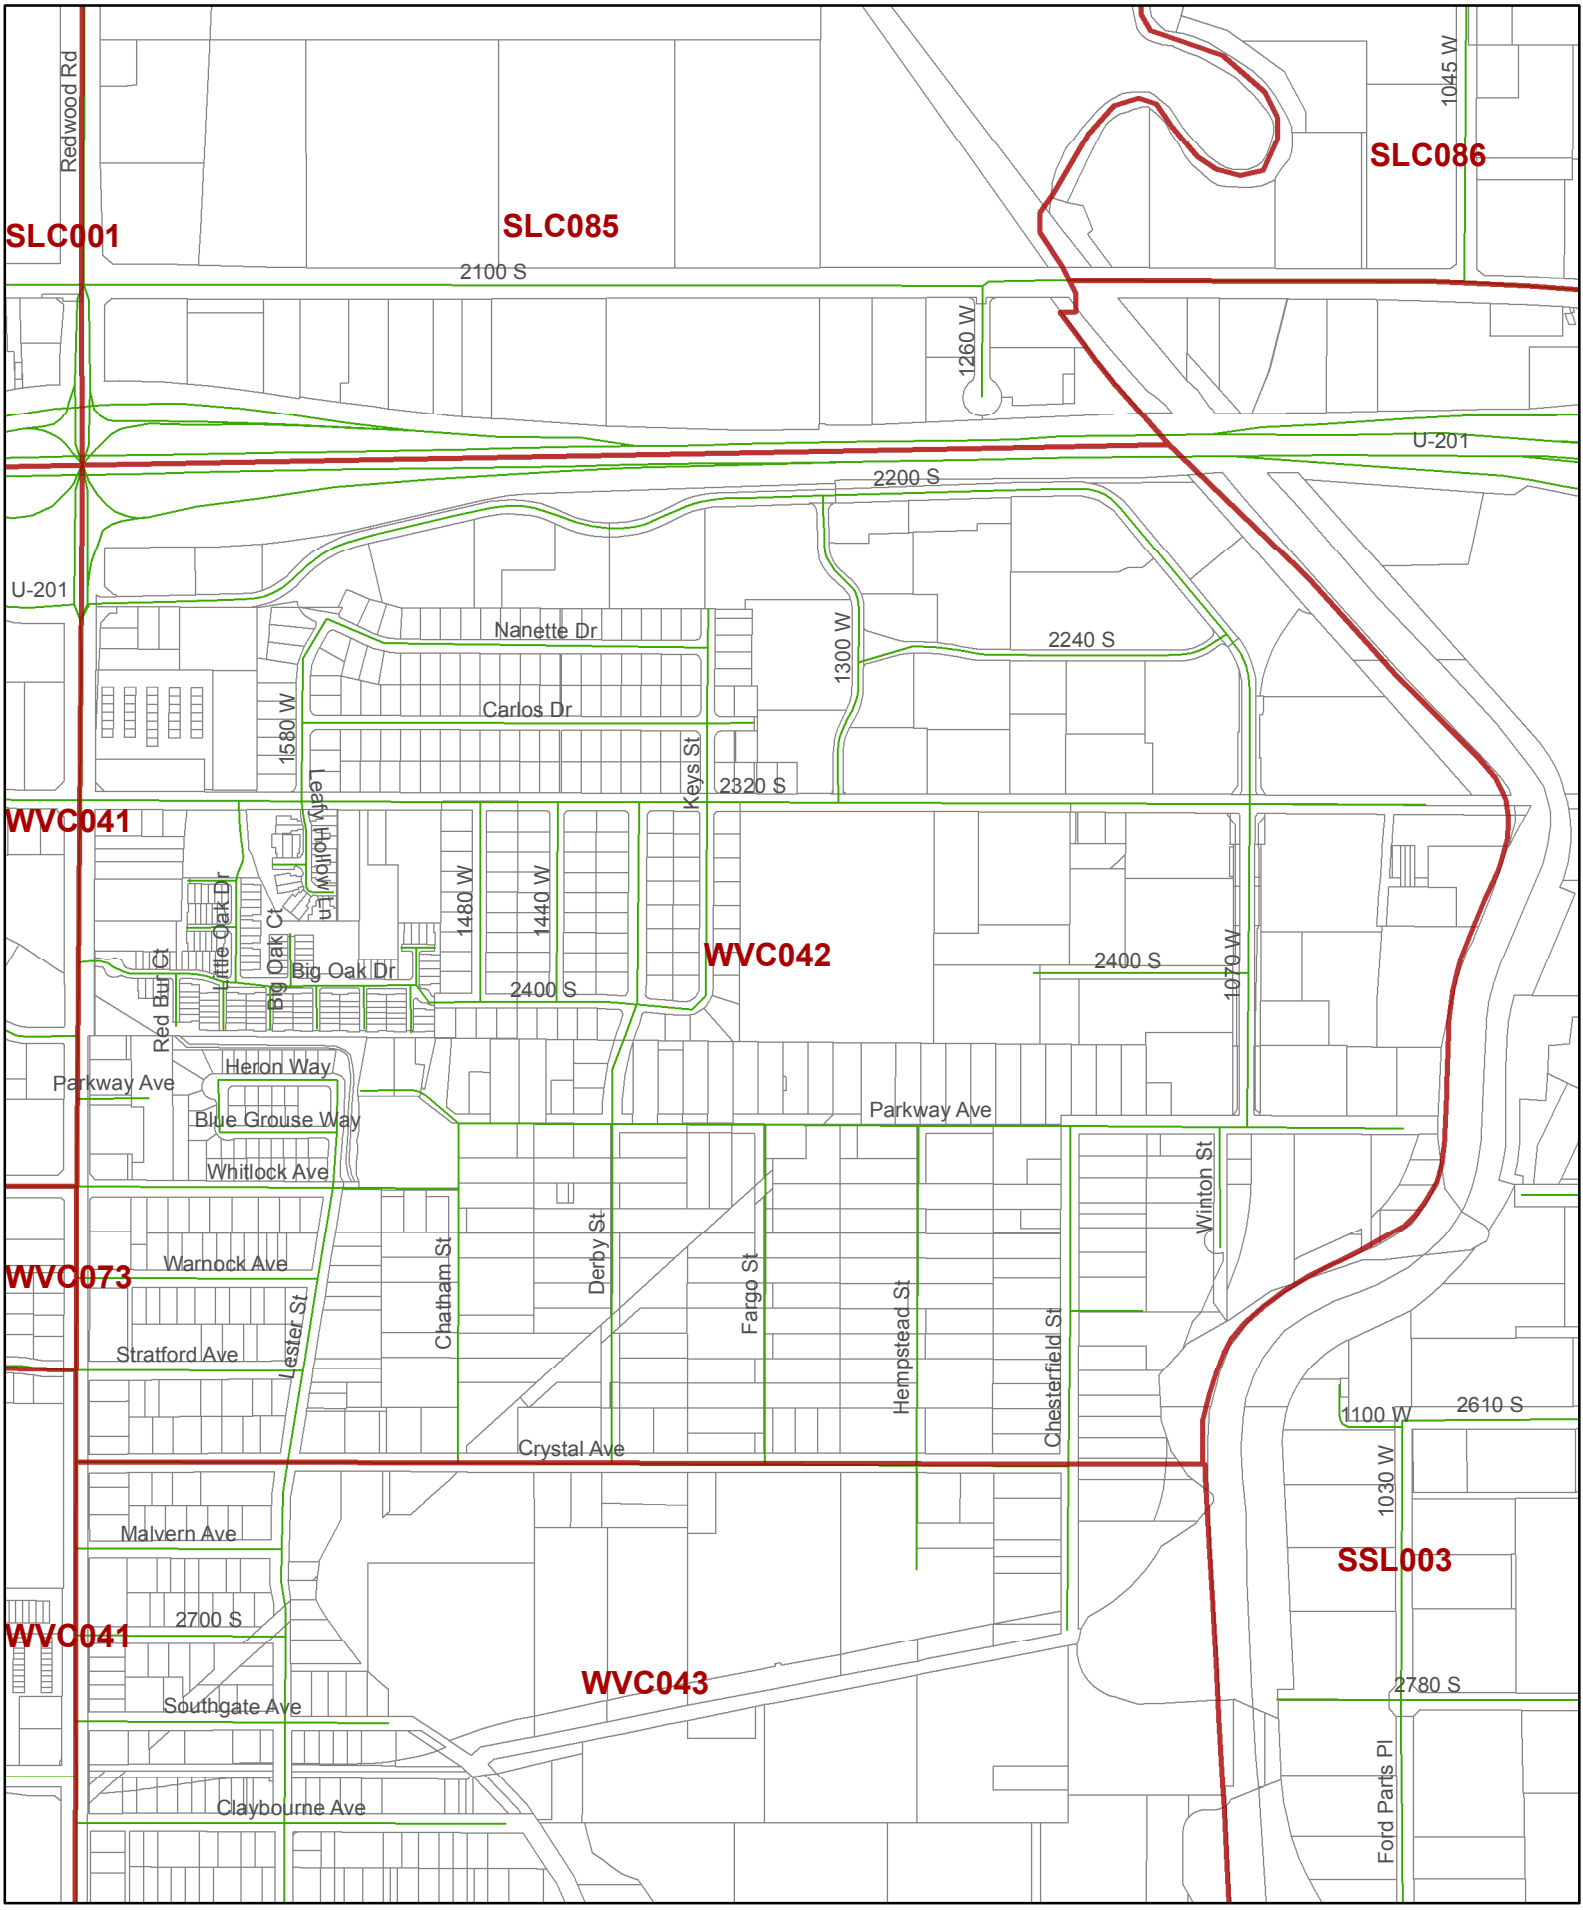 Redwood Rd
1045 W
SLC086
SLC001
SLC085
2100 S
1260 W
U-201
2200 S
U-201
Nanette Dr
1300 W
2240 S
1580 W
Carlos Dr
Keys St
Leafy Hollow Ln
2320 S
WVC041
Little Oak Dr
1480 W
1440 W
Big Oak Ct
Red Bur Ct
WVC042
Big Oak Dr
2400 S
2400 S
1070 W
Heron Way
Parkway Ave
Blue Grouse Way
Parkway Ave
Whitlock Ave
Winton St
Warnock Ave
WVC073
Derby St
Chatham St
Fargo St
Hempstead St
Chesterfield St
Lester St
Stratford Ave
1100 W
2610 S
Crystal Ave
1030 W
Malvern Ave
SSL003
2700 S
WVC041
WVC043
2780 S
Southgate Ave
Ford Parts Pl
Claybourne Ave